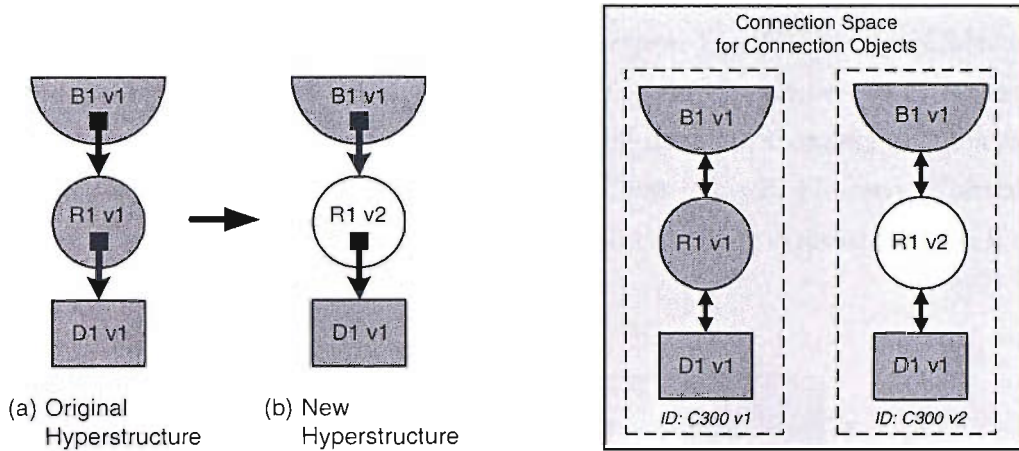 B1 v1
R1 v1
D1 v1
(a) Original
Hyperstructure
B1 v1
R1 v2
D1 v1
(b) New
Hyperstructure
Connection Space
for Connection Objects
B1 v1
R1 v1
D1 v1
ID: C300 v1
B1 v1
R1 v2
D1 v1
ID: C300 v2